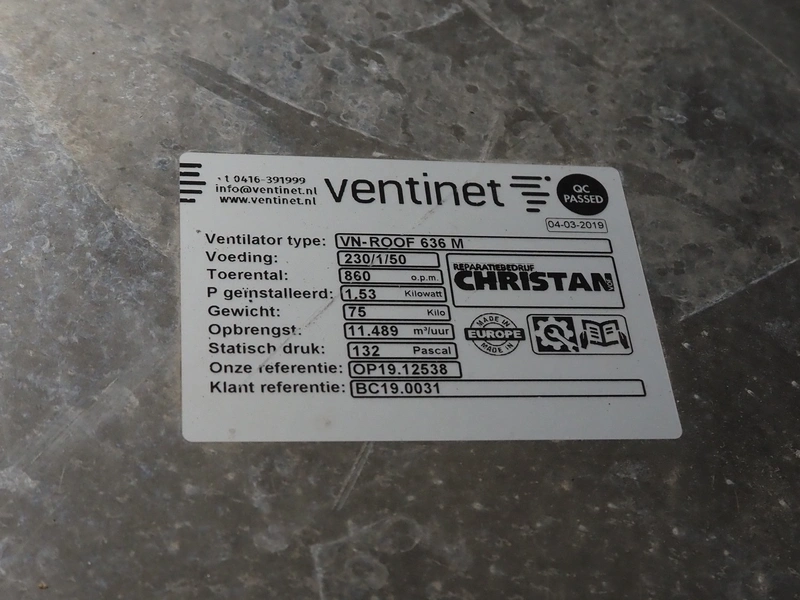 t 0416-391999
info@ventinet.nl
www.ventinet.nl
ventinet
QC
PASSED
04-03-2019
Ventilator type: VN-ROOF 636 M
Voeding: 230/1/50
Toerental: 860 o.p.m.
P geïnstalleerd: 1,53 Kilowatt
Gewicht: 75 Kilo
Opbrengst: 11.489 m³/uur
Statisch druk: 132 Pascal
Onze referentie: OP19.12538
Klant referentie: BC19.0031
REPARATIEBEDRIJF
CHRISTAN
MADE IN
EUROPE
MADE IN